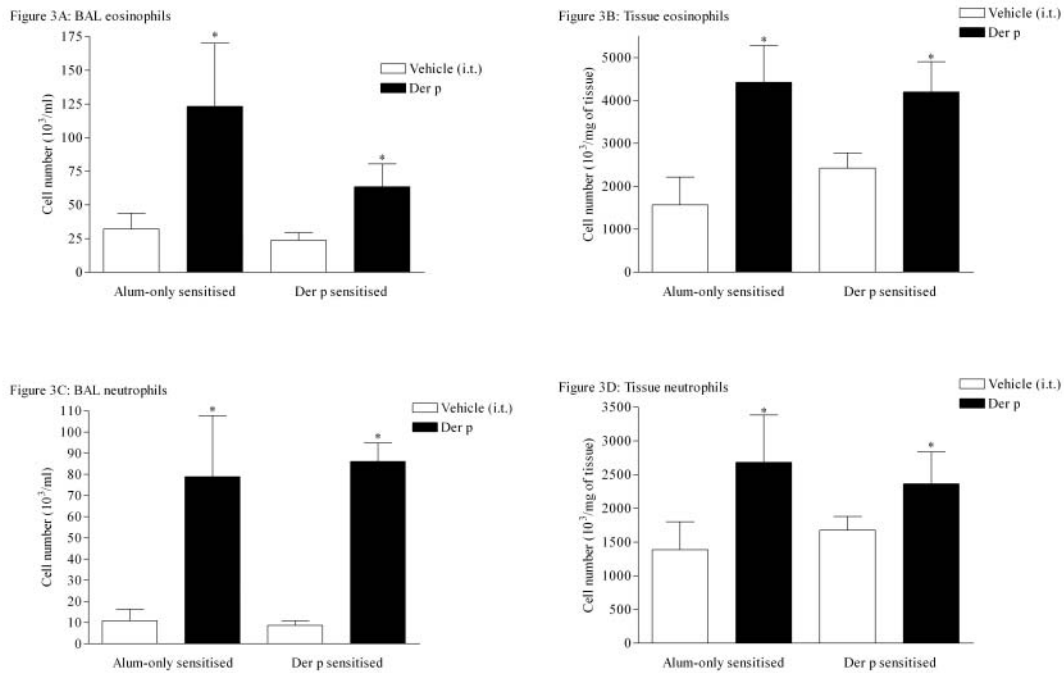 Figure 3A: BAL eosinophils
175
150
125
100
75
50
25
0
Cell number (10³/ml)
*
*
Vehicle (i.t.)
Der p
Alum-only sensitised Der p sensitised
Figure 3B: Tissue eosinophils
5000
4000
3000
2000
1000
0
Cell number (10³/mg of tissue)
*
*
Vehicle (i.t.)
Der p
Alum-only sensitised Der p sensitised
Figure 3C: BAL neutrophils
110
100
90
80
70
60
50
40
30
20
10
0
Cell number (10³/ml)
*
*
Vehicle (i.t.)
Der p
Alum-only sensitised Der p sensitised
Figure 3D: Tissue neutrophils
3500
3000
2500
2000
1500
1000
500
0
Cell number (10³/mg of tissue)
*
*
Vehicle (i.t.)
Der p
Alum-only sensitised Der p sensitised